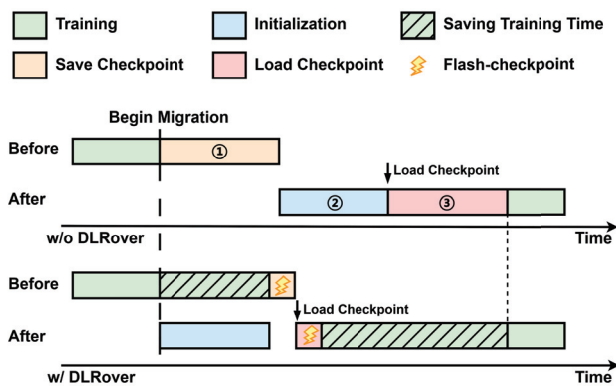 Training
Initialization
Saving Training Time
Save Checkpoint
Load Checkpoint
Flash-checkpoint
Begin Migration
Before
①
Load Checkpoint
After
②
③
w/o DLRover
Time
Before
Load Checkpoint
After
w/ DLRover
Time